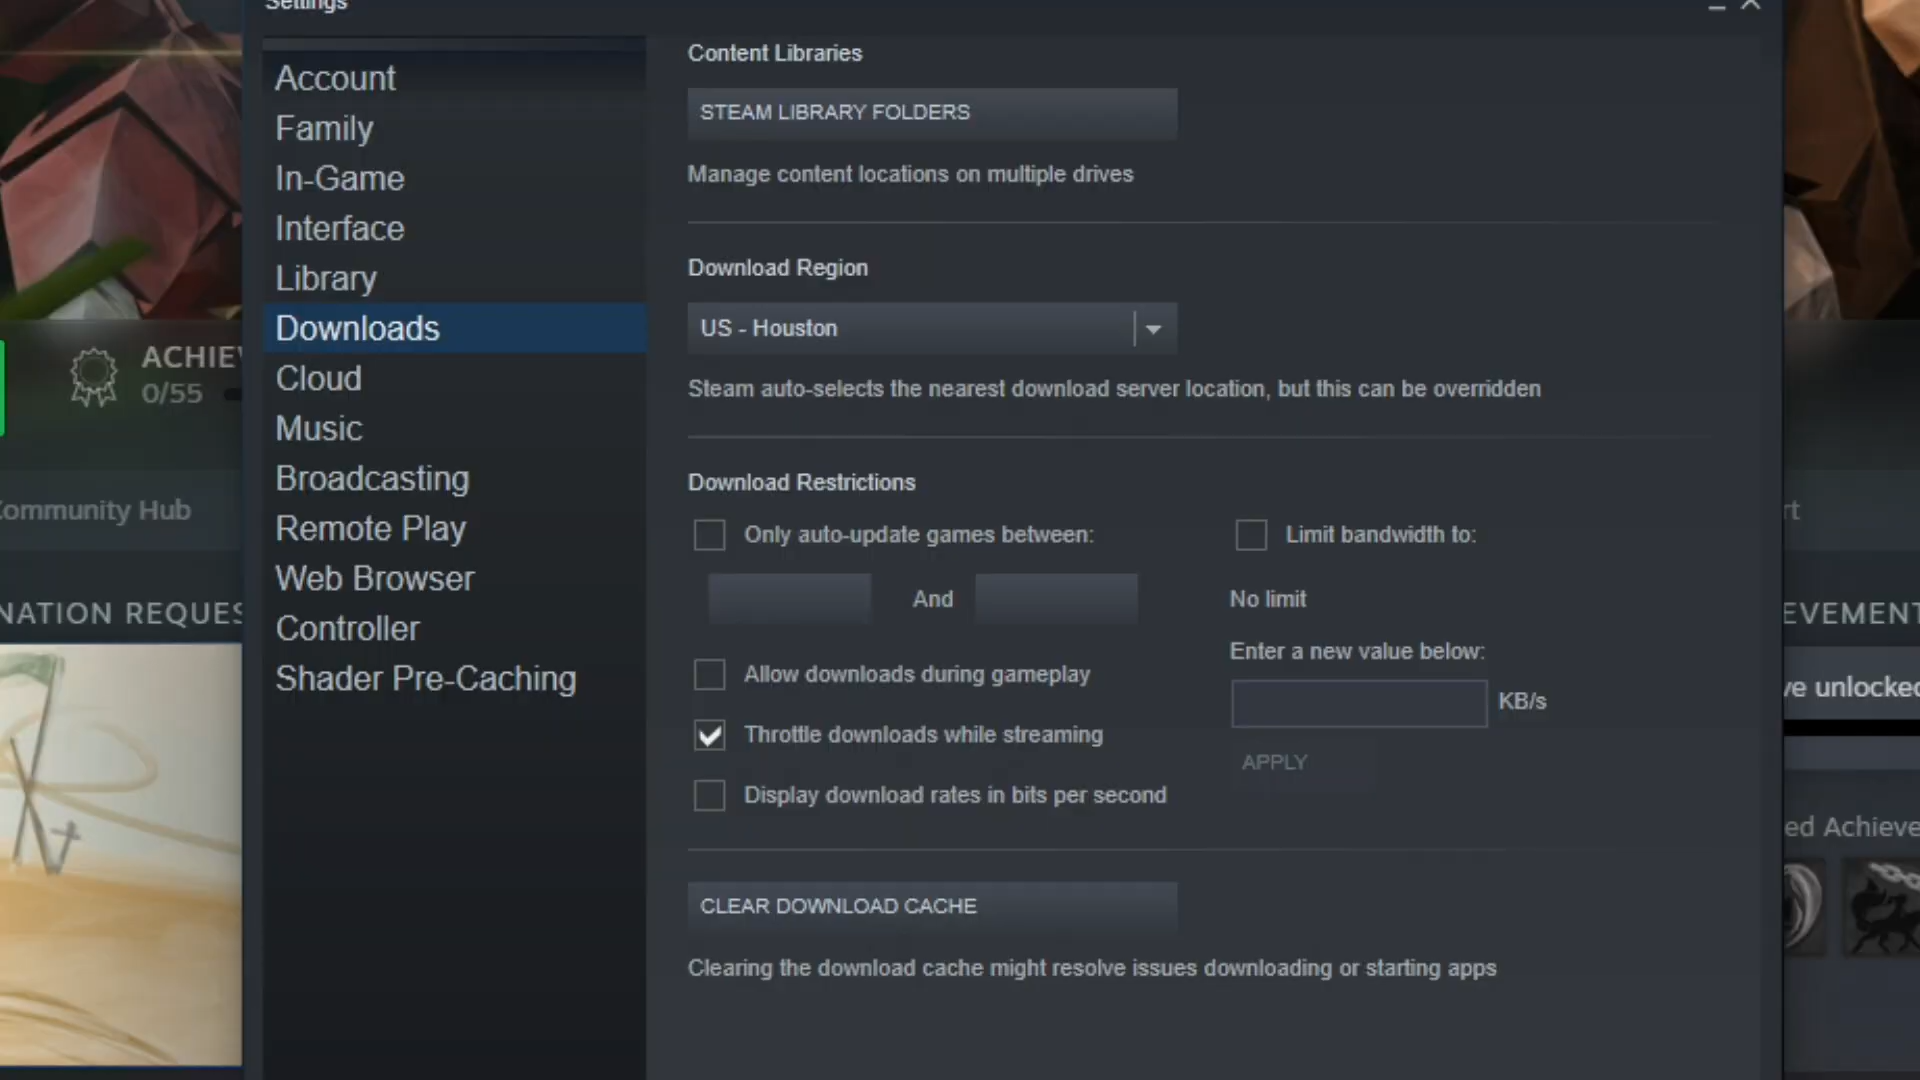 Settings
Account
Family
In-Game
Interface
Library
Downloads
Cloud
Music
Broadcasting
Remote Play
Web Browser
Controller
Shader Pre-Caching
Content Libraries
STEAM LIBRARY FOLDERS
Manage content locations on multiple drives
Download Region
US - Houston
Steam auto-selects the nearest download server location, but this can be overridden
Download Restrictions
Only auto-update games between:
And
Allow downloads during gameplay
Throttle downloads while streaming
Display download rates in bits per second
Limit bandwidth to:
No limit
Enter a new value below:
KB/s
APPLY
CLEAR DOWNLOAD CACHE
Clearing the download cache might resolve issues downloading or starting apps
0/55
Hub
unlocked